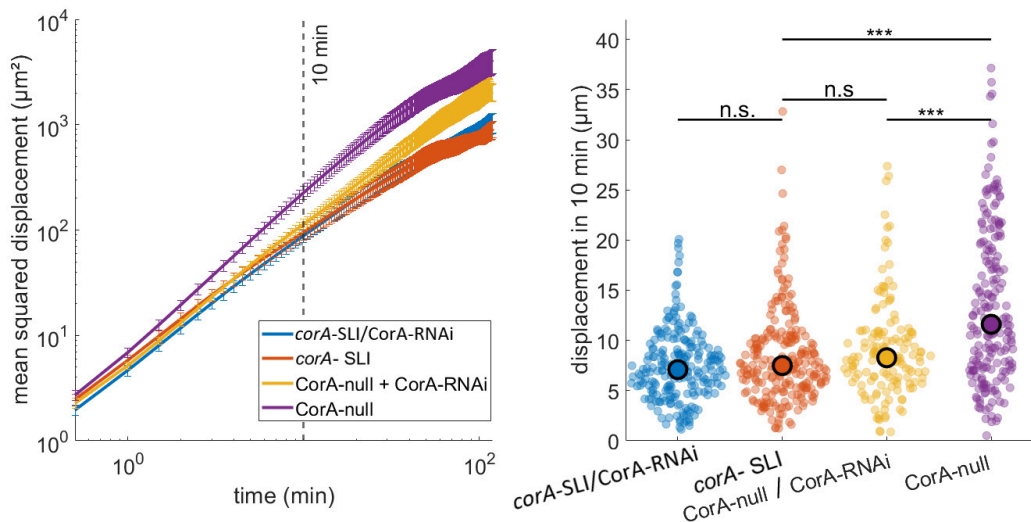 mean squared displacement (µm²)
10⁴
10³
10²
10¹
10⁰
10 min
corA-SLI/CorA-RNAi
corA- SLI
CorA-null + CorA-RNAi
CorA-null
10⁰
10¹
10²
time (min)
displacement in 10 min (µm)
40
35
30
25
20
15
10
5
0
***
n.s
n.s.
***
corA-SLI/CorA-RNAi
corA- SLI
CorA-null / CorA-RNAi
CorA-null